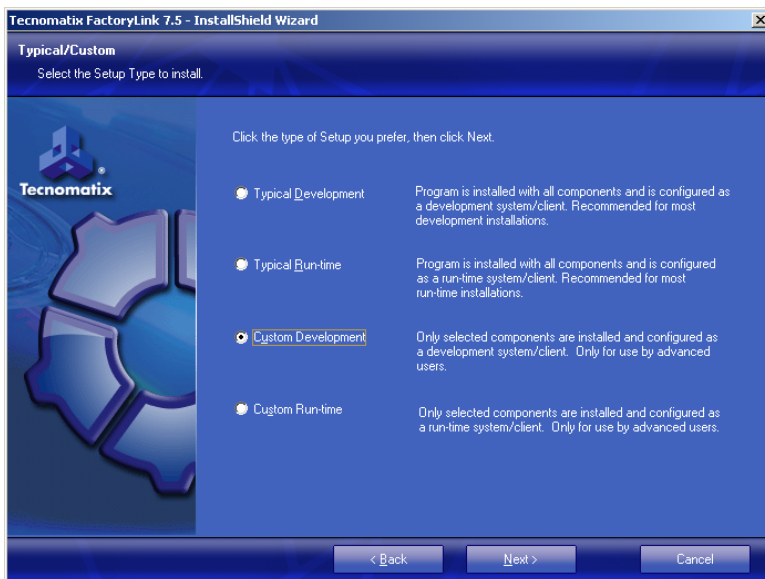 Tecnomatix FactoryLink 7.5 - InstallShield Wizard
Typical/Custom
Select the Setup Type to install.
Tecnomatix
Click the type of Setup you prefer, then click Next.
Typical Development
Program is installed with all components and is configured as
a development system/client. Recommended for most
development installations.
Typical Run-time
Program is installed with all components and is configured
as a run-time system/client. Recommended for most
run-time installations.
Custom Development
Only selected components are installed and configured as
a development system/client. Only for use by advanced
users.
Custom Run-time
Only selected components are installed and configured as
a run-time system/client. Only for use by advanced users.
< Back
Next >
Cancel